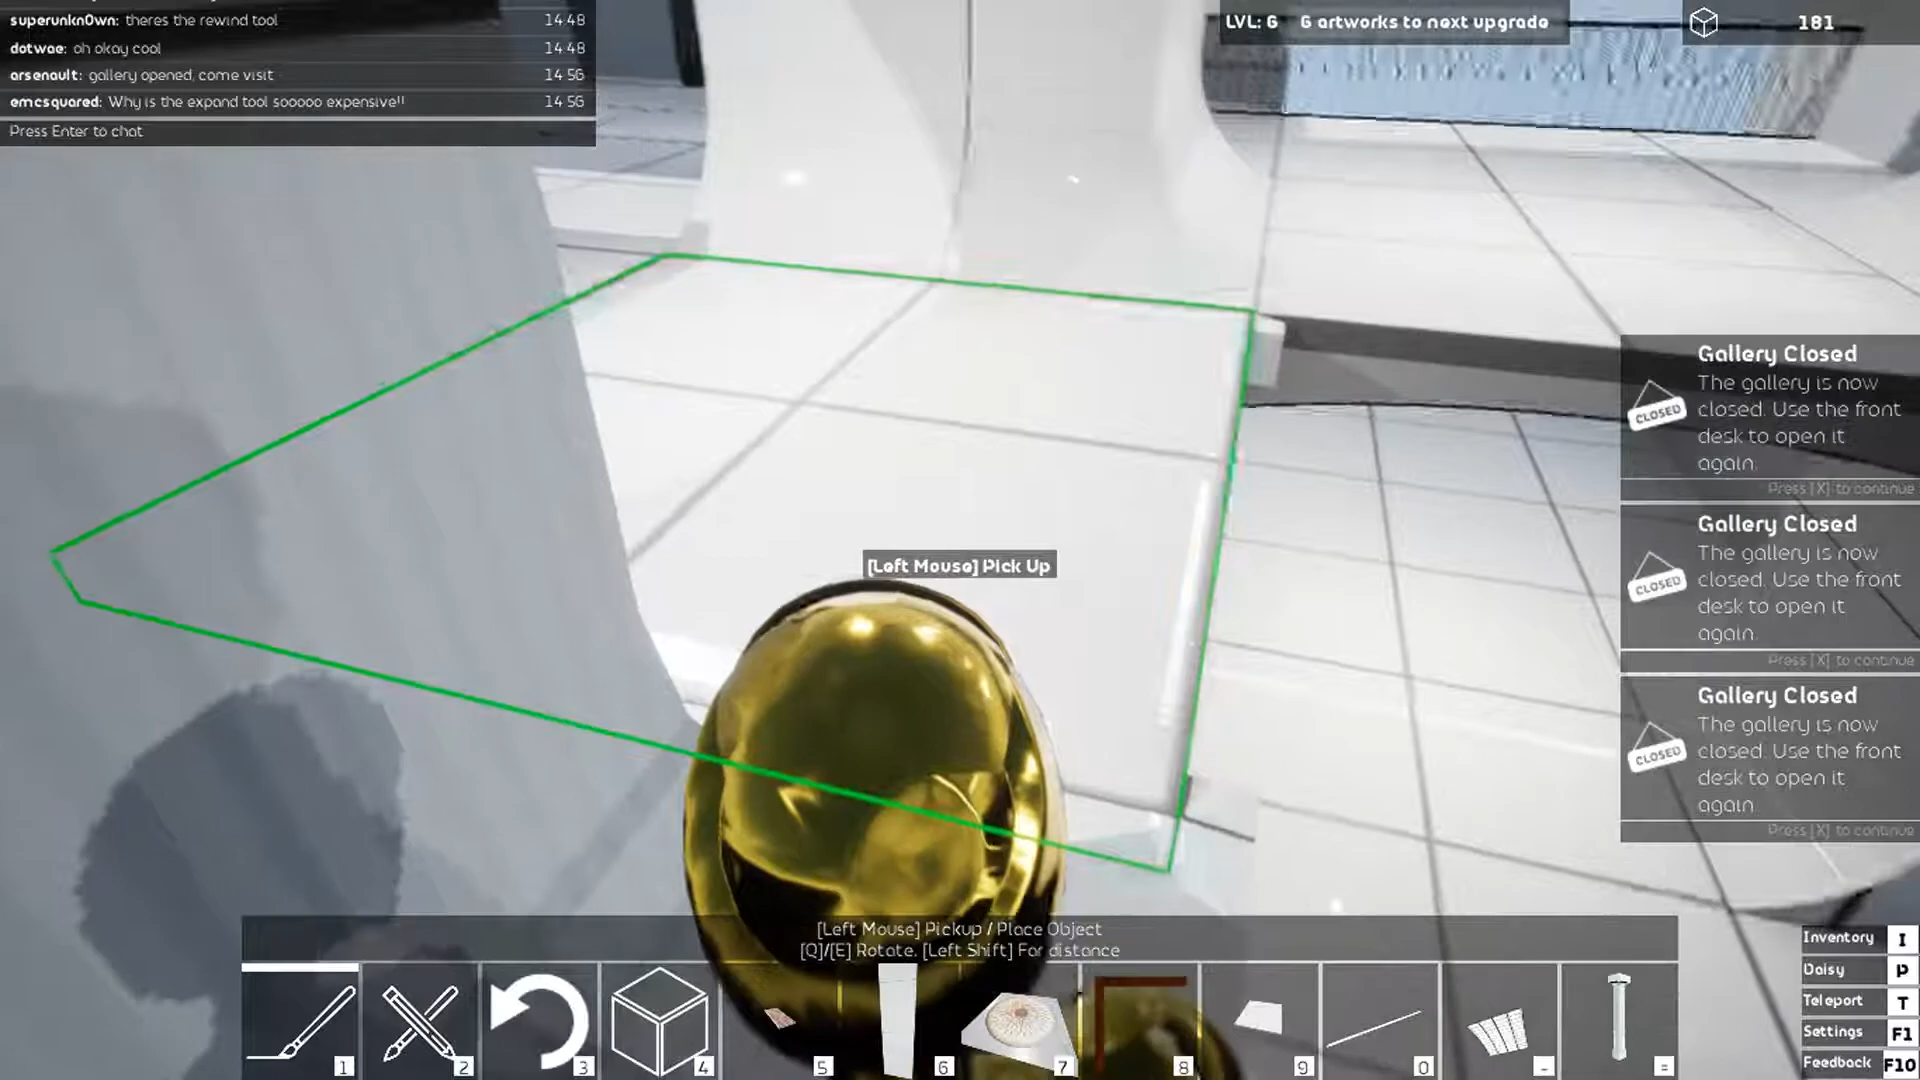 superunkn0wn: theres the rewind tool 14 48
dotwae: oh okay cool 14 48
arsenault: gallery opened, come visit 14 56
emcsquared: Why is the expand tool sooooo expensive!! 14 56
Press Enter to chat
LVL: 6 6 artworks to next upgrade
181
Gallery Closed
The gallery is now
closed. Use the front
desk to open it
again.
CLOSED
Press [X] to continue
Gallery Closed
The gallery is now
closed. Use the front
desk to open it
again.
CLOSED
Press [X] to continue
Gallery Closed
The gallery is now
closed. Use the front
desk to open it
again.
CLOSED
Press [X] to continue
[Left Mouse] Pick Up
[Left Mouse] Pickup / Place Object
[Q]/[E] Rotate. [Left Shift] Far distance
1 2 3 4 5 6 7 8 9 0 - =
Inventory I
Daisy P
Teleport T
Settings F1
Feedback F10